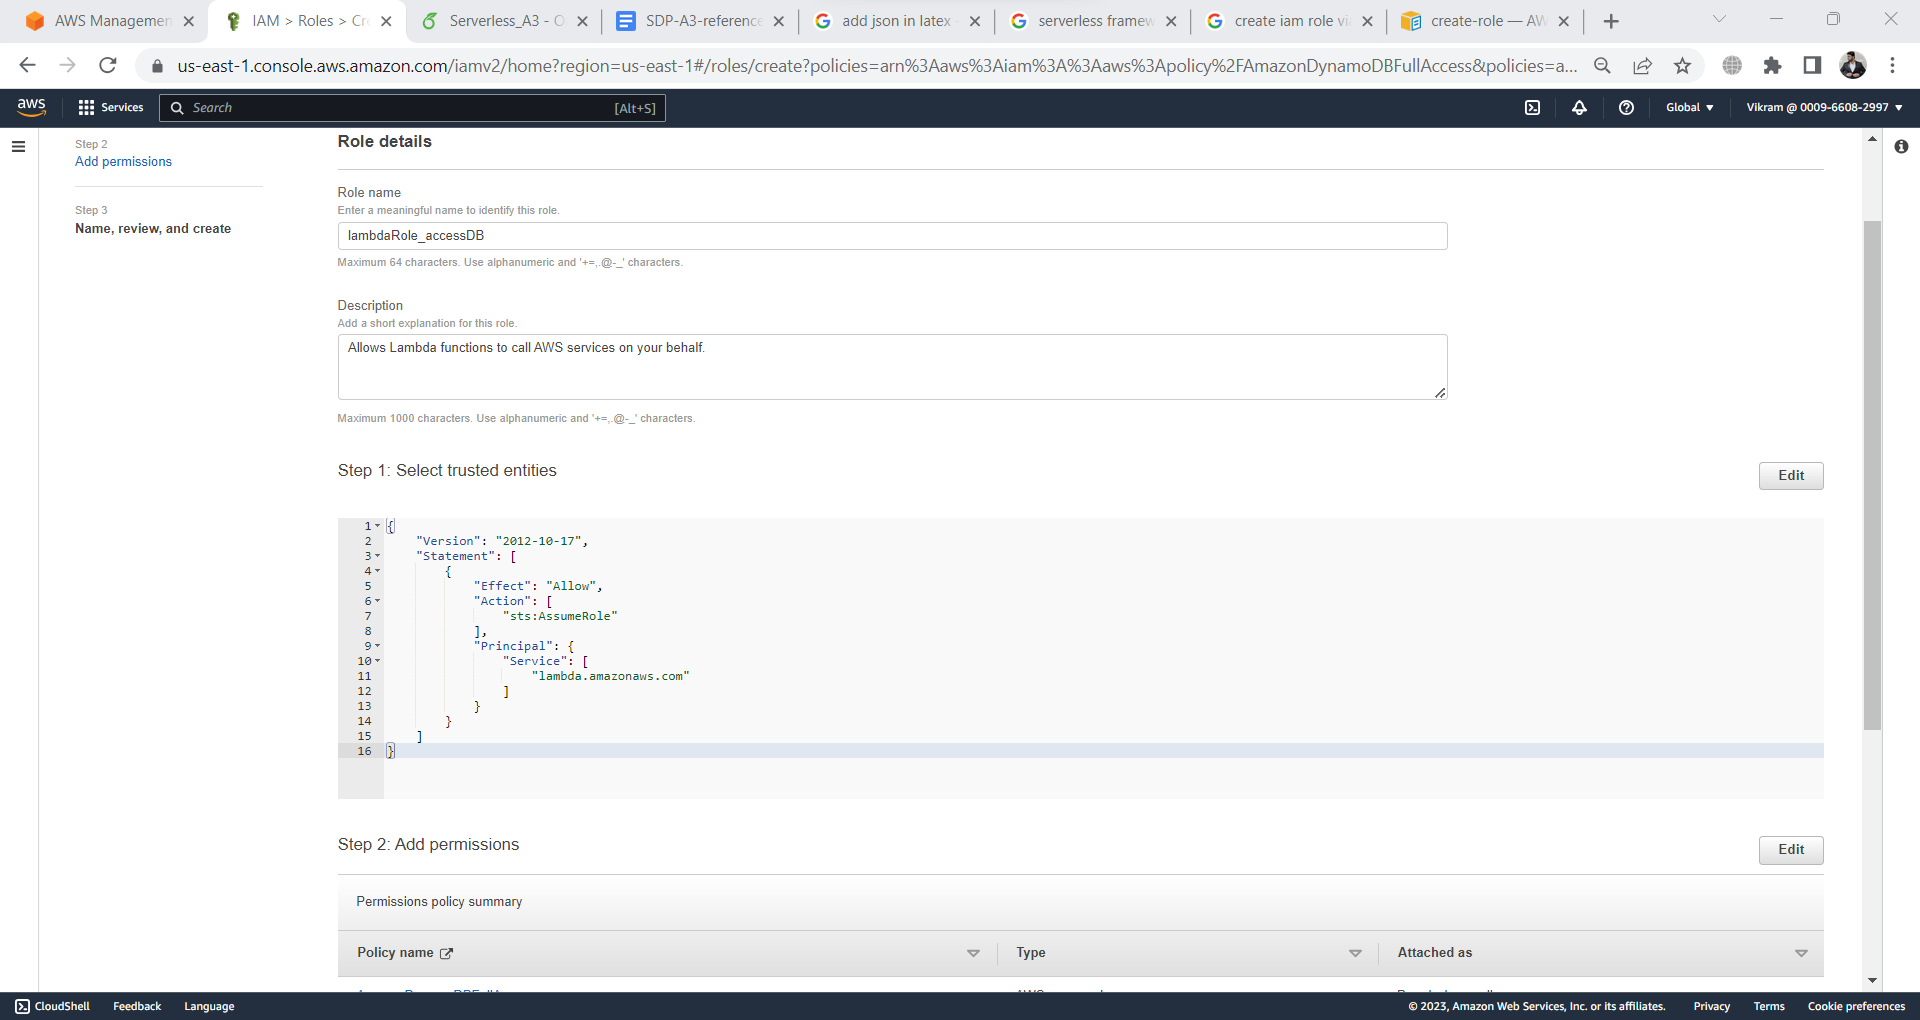 AWS Managemen
IAM > Roles > Cr
Serverless_A3 - O
SDP-A3-reference
add json in latex
serverless framew
create iam role vi
create-role — AW
us-east-1.console.aws.amazon.com/iamv2/home?region=us-east-1#/roles/create?policies=arn%3Aaws%3Aiam%3A%3Aaws%3Apolicy%2FAmazonDynamoDBFullAccess&policies=a...
aws
Services
Search
[Alt+S]
Global
Vikram @ 0009-6608-2997
Step 2
Add permissions
Step 3
Name, review, and create
Role details
Role name
Enter a meaningful name to identify this role.
lambdaRole_accessDB
Maximum 64 characters. Use alphanumeric and '+=,.@-_' characters.
Description
Add a short explanation for this role.
Allows Lambda functions to call AWS services on your behalf.
Maximum 1000 characters. Use alphanumeric and '+=,.@-_' characters.
Step 1: Select trusted entities
Edit
1 {
2 "Version": "2012-10-17",
3 "Statement": [
4 {
5 "Effect": "Allow",
6 "Action": [
7 "sts:AssumeRole"
8 ],
9 "Principal": {
10 "Service": [
11 "lambda.amazonaws.com"
12 ]
13 }
14 }
15 ]
16 }
Step 2: Add permissions
Edit
Permissions policy summary
Policy name
Type
Attached as
CloudShell
Feedback
Language
© 2023, Amazon Web Services, Inc. or its affiliates.
Privacy
Terms
Cookie preferences